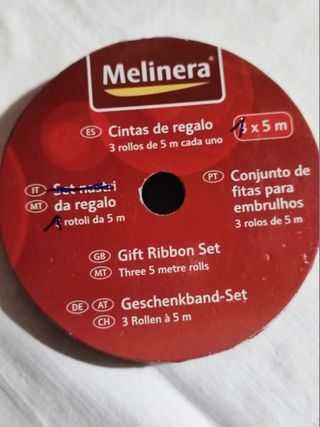 Melinera®
ES Cintas de regalo
3 rollos de 5 m cada uno
1 x 5 m
IT Set nastri
MT da regalo
1 rotoli da 5 m
PT Conjunto de
fitas para
embrulhos
3 rolos de 5 m
GB Gift Ribbon Set
MT Three 5 metre rolls
DE AT Geschenkband-Set
CH 3 Rollen à 5 m